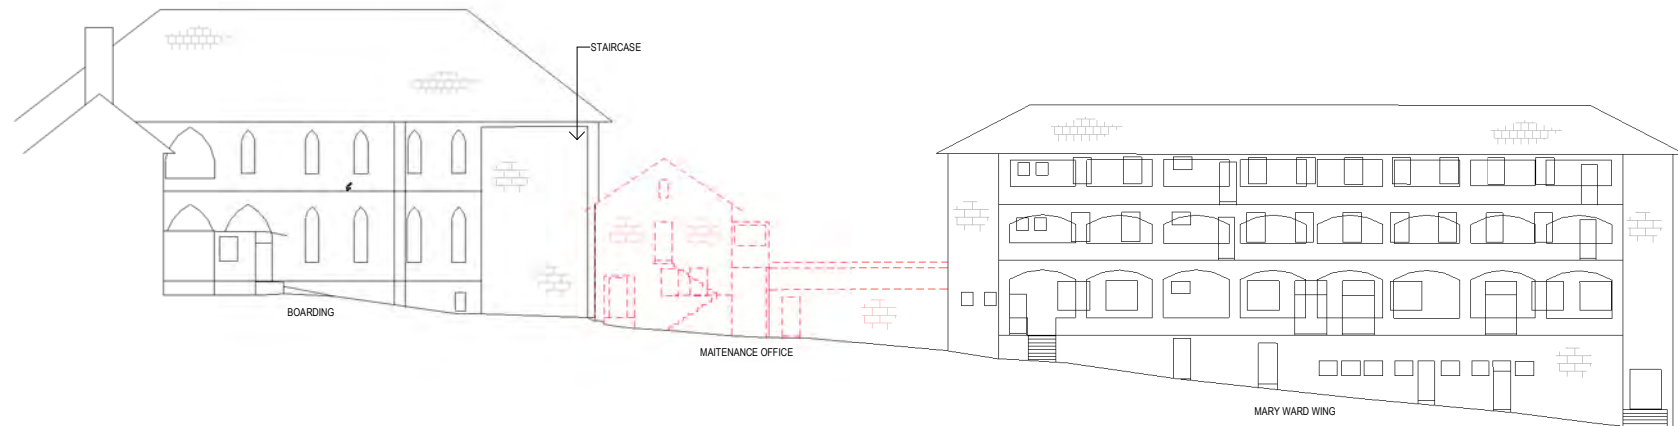 STAIRCASE
BOARDING
MAITENANCE OFFICE
MARY WARD WING